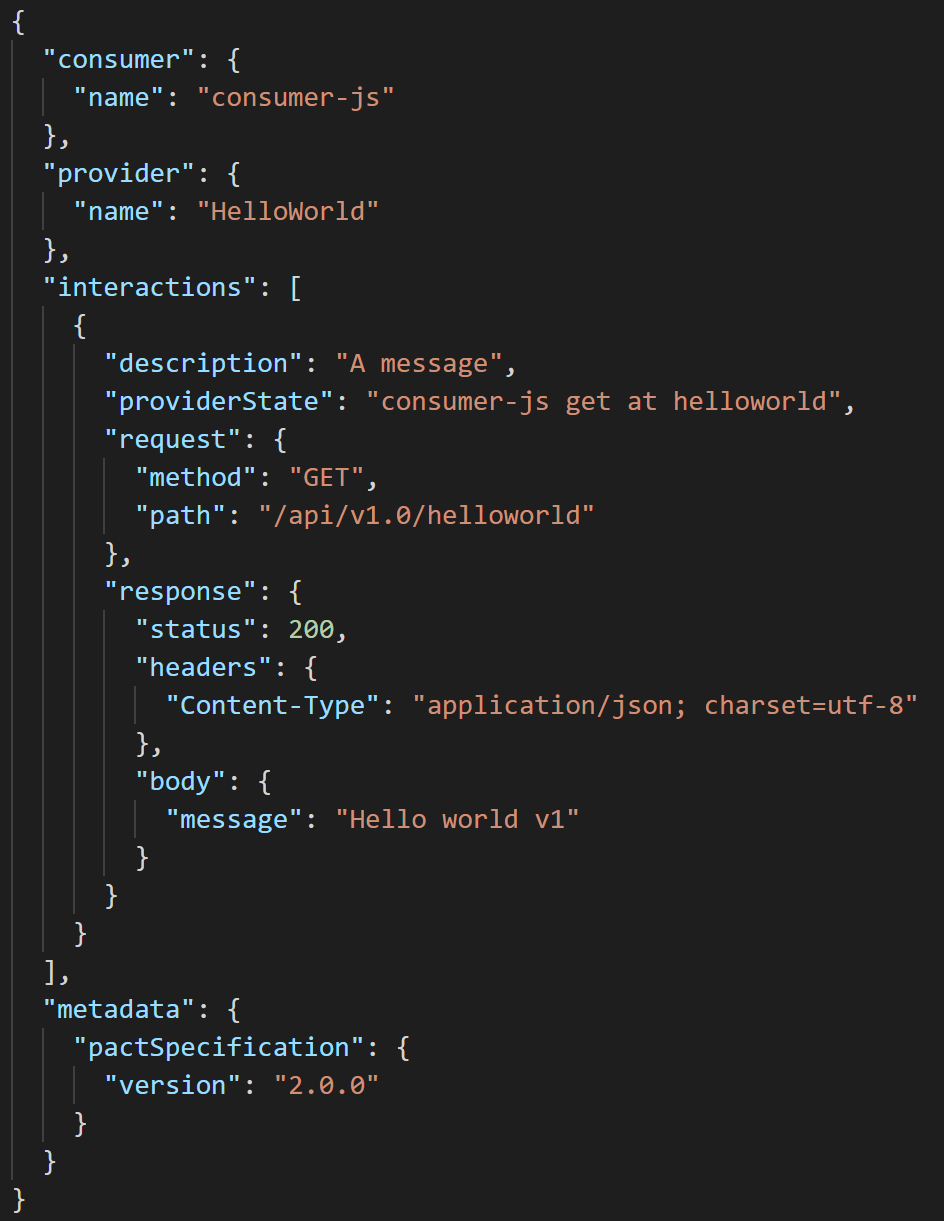 {
  "consumer": {
    "name": "consumer-js"
  },
  "provider": {
    "name": "HelloWorld"
  },
  "interactions": [
    {
      "description": "A message",
      "providerState": "consumer-js get at helloworld",
      "request": {
        "method": "GET",
        "path": "/api/v1.0/helloworld"
      },
      "response": {
        "status": 200,
        "headers": {
          "Content-Type": "application/json; charset=utf-8"
        },
        "body": {
          "message": "Hello world v1"
        }
      }
    }
  ],
  "metadata": {
    "pactSpecification": {
      "version": "2.0.0"
    }
  }
}